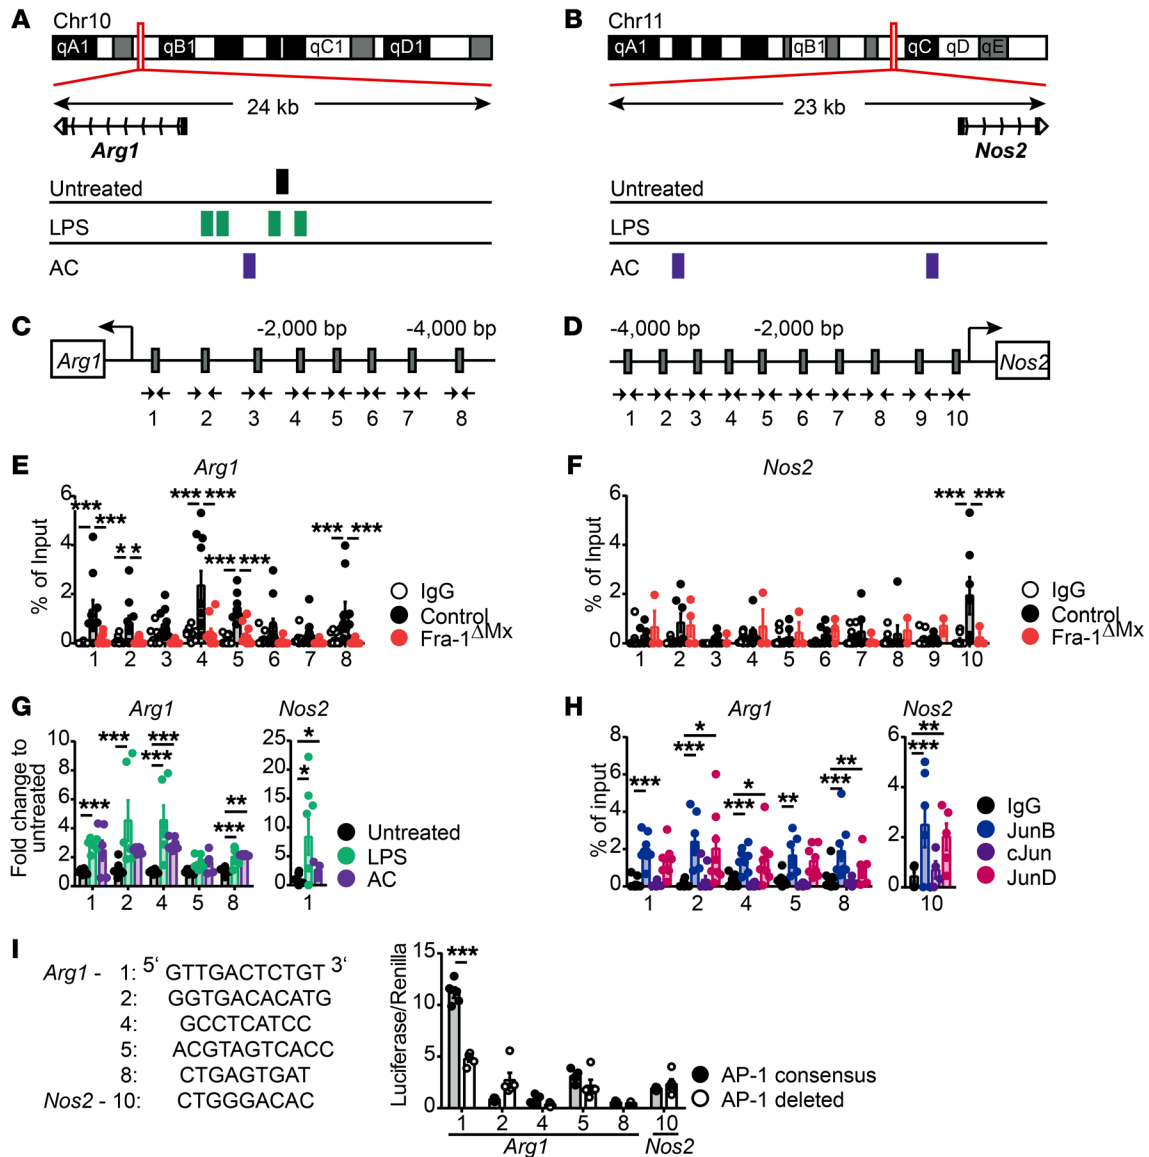 A
Chr10
qA1 qB1 qC1 qD1
24 kb
Arg1
Untreated
LPS
AC
B
Chr11
qA1 qB1 qC qD qE
23 kb
Nos2
Untreated
LPS
AC
C
-2,000 bp -4,000 bp
Arg1
1 2 3 4 5 6 7 8
D
-4,000 bp -2,000 bp
Nos2
1 2 3 4 5 6 7 8 9 10
E
Arg1
% of Input
6
4
2
0
*** *** * * *** *** *** *** *** ***
1 2 3 4 5 6 7 8
IgG
Control
Fra-1ΔMx
F
Nos2
% of Input
6
4
2
0
*** ***
1 2 3 4 5 6 7 8 9 10
IgG
Control
Fra-1ΔMx
G
Arg1
Fold change to
untreated
10
8
6
4
2
0
*** *** *** *** ** ***
1 2 4 5 8
Nos2
25
20
15
10
5
0
* *
1
Untreated
LPS
AC
H
Arg1
% of input
8
6
4
2
0
*** * *** * *** ** ** ***
1 2 4 5 8
Nos2
6
4
2
0
** ***
10
IgG
JunB
cJun
JunD
I
Arg1 - 1: 5‘ GTTGACTCTGT 3‘
2: GGTGACACATG
4: GCCTCATCC
5: ACGTAGTCACC
8: CTGAGTGAT
Nos2 - 10: CTGGGACAC
Luciferase/Renilla
15
10
5
0
***
1 2 4 5 8 10
Arg1 Nos2
AP-1 consensus
AP-1 deleted